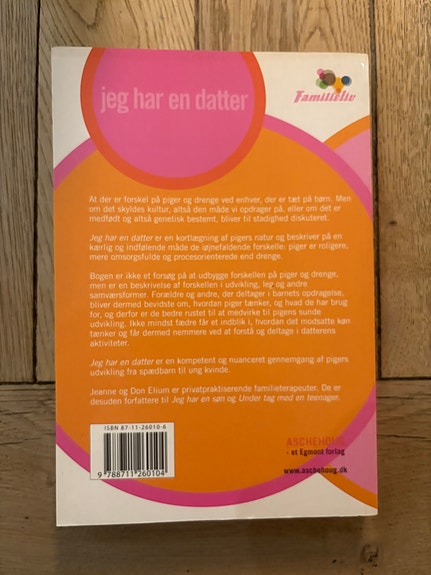 jeg har en datter
Familieliv
At der er forskel på piger og drenge ved enhver, der er tæt på børn. Men
om det skyldes kultur, altså den måde vi opdrager på, eller om det er
medfødt og altså genetisk bestemt, bliver til stadighed diskuteret.
Jeg har en datter er en kortlægning af pigers natur og beskriver på en
kærlig og indfølende måde de iøjnefaldende forskelle: piger er roligere,
mere omsorgsfulde og procesorienterede end drenge.
Bogen er ikke et forsøg på at udbygge forskellen på piger og drenge,
men er en beskrivelse af forskellen i udvikling, leg og andre
samværsformer. Forældre og andre, der deltager i barnets opdragelse,
bliver dermed bevidste om, hvordan piger tænker, og hvad de har brug
for, og derfor er de bedre rustet til at medvirke til pigens sunde
udvikling. Ikke mindst fædre får et indblik i, hvordan det modsatte køn
tænker og får dermed nemmere ved at forstå og deltage i datterens
aktiviteter.
Jeg har en datter er en kompetent og nuanceret gennemgang af pigers
udvikling fra spædbarn til ung kvinde.
Jeanne og Don Elium er privatpraktiserende familieterapeuter. De er
desuden forfattere til Jeg har en søn og Under tag med en teenager.
ISBN 87-11-26010-6
9 788711 260104
ASCHEHOUG
- et Egmont forlag
www.aschehoug.dk